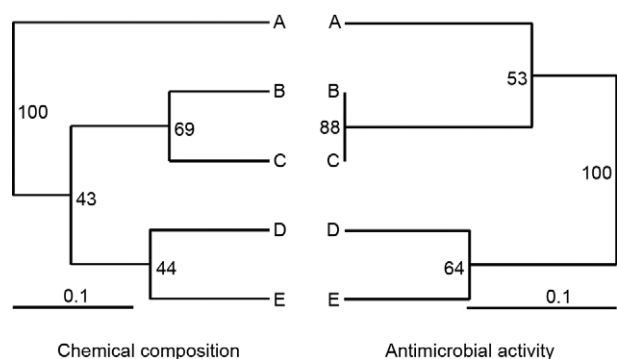 A A
B B
53
100 88
69
C C
100
43
D D
44 64
0.1 E E 0.1
Chemical composition Antimicrobial activity